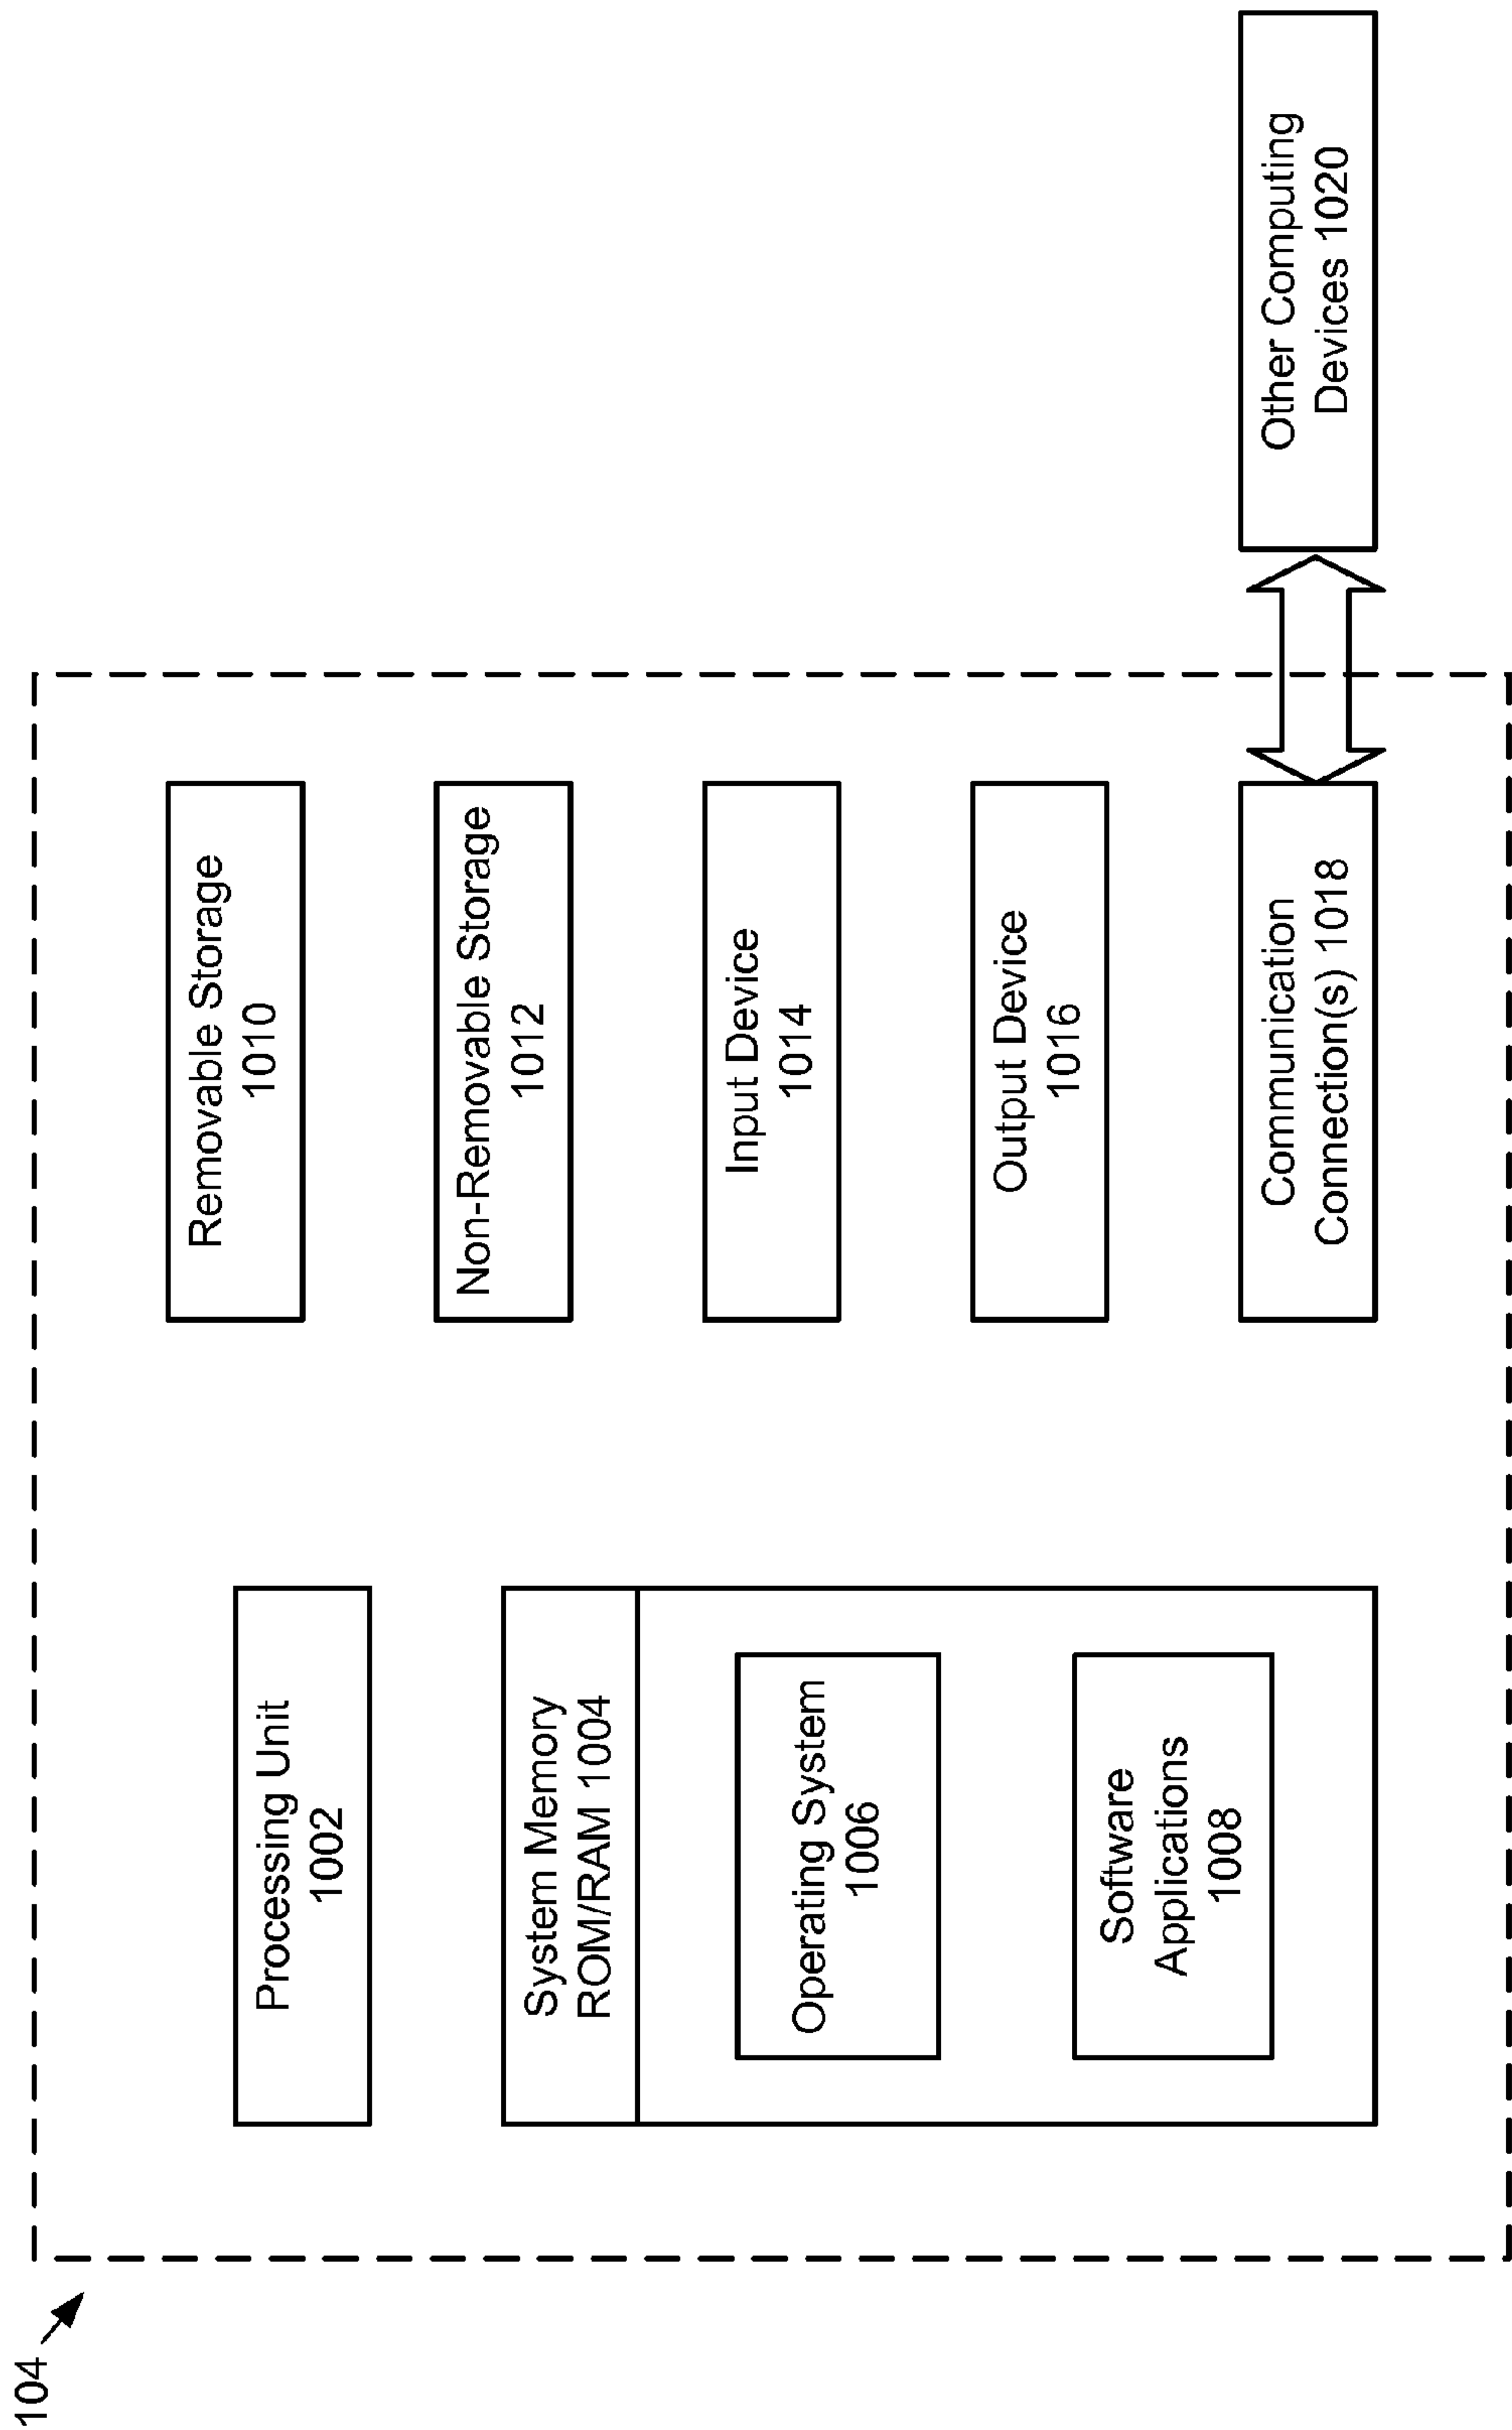 104
Processing Unit
1002
System Memory
ROM/RAM 1004
Operating System
1006
Software
Applications
1008
Removable Storage
1010
Non-Removable Storage
1012
Input Device
1014
Output Device
1016
Communication
Connection(s) 1018
Other Computing
Devices 1020